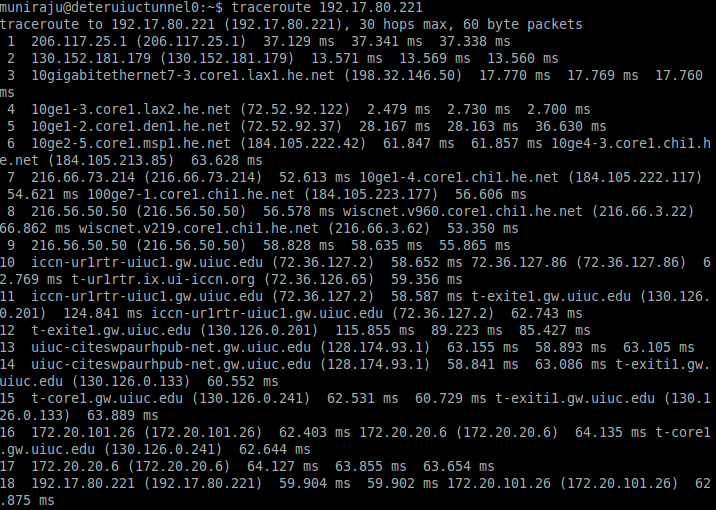 muniraju@deteruiuctunnel0:~$ traceroute 192.17.80.221
traceroute to 192.17.80.221 (192.17.80.221), 30 hops max, 60 byte packets
 1  206.117.25.1 (206.117.25.1)  37.129 ms  37.341 ms  37.338 ms
 2  130.152.181.179 (130.152.181.179)  13.571 ms  13.569 ms  13.560 ms
 3  10gigabitethernet7-3.core1.lax1.he.net (198.32.146.50)  17.770 ms  17.769 ms  17.760
ms
 4  10ge1-3.core1.lax2.he.net (72.52.92.122)  2.479 ms  2.730 ms  2.700 ms
 5  10ge1-2.core1.den1.he.net (72.52.92.37)  28.167 ms  28.163 ms  36.630 ms
 6  10ge2-5.core1.msp1.he.net (184.105.222.42)  61.847 ms  61.857 ms 10ge4-3.core1.chi1.h
e.net (184.105.213.85)  63.628 ms
 7  216.66.73.214 (216.66.73.214)  52.613 ms 10ge1-4.core1.chi1.he.net (184.105.222.117)
 54.621 ms 100ge7-1.core1.chi1.he.net (184.105.223.177)  56.606 ms
 8  216.56.50.50 (216.56.50.50)  56.578 ms wiscnet.v960.core1.chi1.he.net (216.66.3.22)
66.862 ms wiscnet.v219.core1.chi1.he.net (216.66.3.62)  53.350 ms
 9  216.56.50.50 (216.56.50.50)  58.828 ms  58.635 ms  55.865 ms
10  iccn-ur1rtr-uiuc1.gw.uiuc.edu (72.36.127.2)  58.652 ms 72.36.127.86 (72.36.127.86)  6
2.769 ms t-ur1rtr.ix.ui-iccn.org (72.36.126.65)  59.356 ms
11  iccn-ur1rtr-uiuc1.gw.uiuc.edu (72.36.127.2)  58.587 ms t-exite1.gw.uiuc.edu (130.126.
0.201)  124.841 ms iccn-ur1rtr-uiuc1.gw.uiuc.edu (72.36.127.2)  62.743 ms
12  t-exite1.gw.uiuc.edu (130.126.0.201)  115.855 ms  89.223 ms  85.427 ms
13  uiuc-citeswpaurhpub-net.gw.uiuc.edu (128.174.93.1)  63.155 ms  58.893 ms  63.105 ms
14  uiuc-citeswpaurhpub-net.gw.uiuc.edu (128.174.93.1)  58.841 ms  63.086 ms t-exiti1.gw.
uiuc.edu (130.126.0.133)  60.552 ms
15  t-core1.gw.uiuc.edu (130.126.0.241)  62.531 ms  60.729 ms t-exiti1.gw.uiuc.edu (130.1
26.0.133)  63.889 ms
16  172.20.101.26 (172.20.101.26)  62.403 ms 172.20.20.6 (172.20.20.6)  64.135 ms t-core1
.gw.uiuc.edu (130.126.0.241)  62.644 ms
17  172.20.20.6 (172.20.20.6)  64.127 ms  63.855 ms  63.654 ms
18  192.17.80.221 (192.17.80.221)  59.904 ms  59.902 ms 172.20.101.26 (172.20.101.26)  62
.875 ms